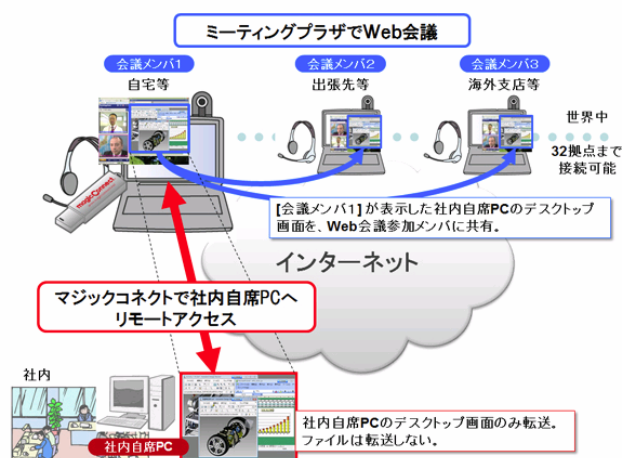 ミーティングプラザでWeb会議
会議メンバ1
自宅等
会議メンバ2
出張先等
会議メンバ3
海外支店等
世界中
32拠点まで
接続可能
magicConnect
[会議メンバ1] が表示した社内自席PCのデスクトップ
画面を、Web会議参加メンバに共有。
インターネット
マジックコネクトで社内自席PCへ
リモートアクセス
社内
社内自席PC
社内自席PCのデスクトップ画面のみ転送。
ファイルは転送しない。